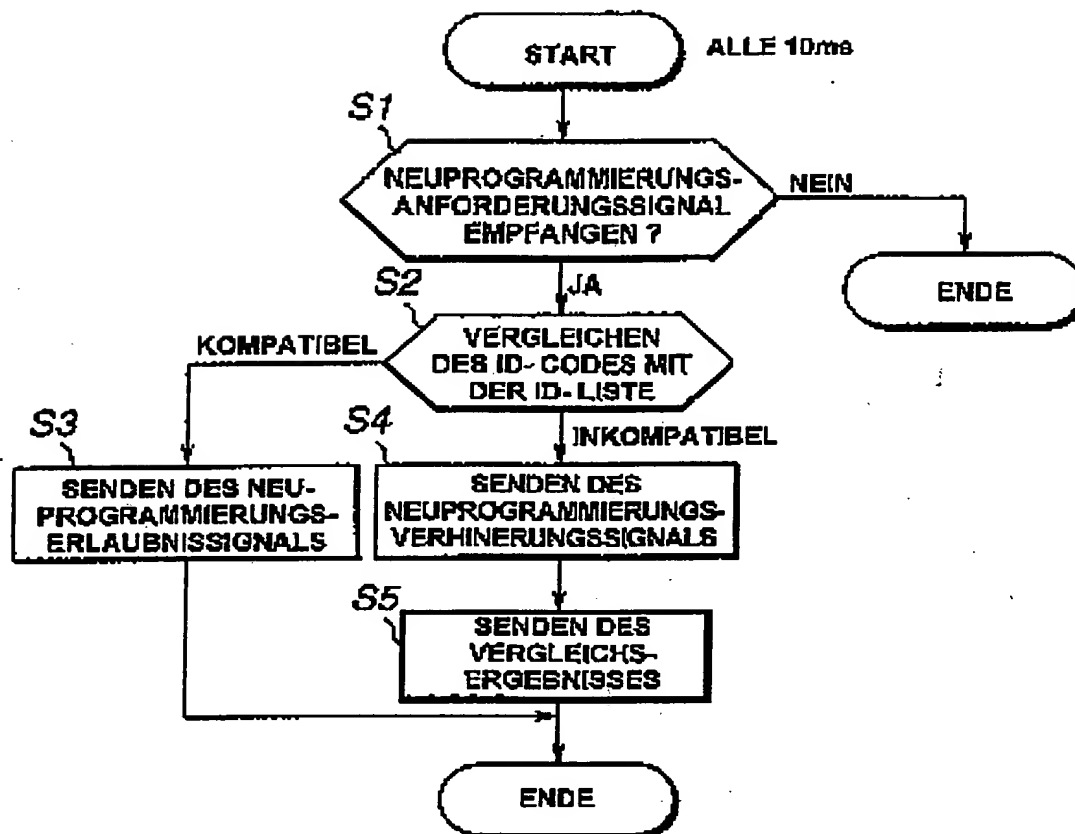 START
ALLE 10ms
S1
NEUPROGRAMMIERUNGS-
ANFORDERUNGSSIGNAL
EMPFANGEN ?
NEIN
ENDE
JA
S2
VERGLEICHEN
DES ID-CODES MIT
DER ID-LISTE
KOMPATIBEL
INKOMPATIBEL
S3
SENDEN DES NEU-
PROGRAMMIERUNGS-
ERLAUBNISSIGNALS
S4
SENDEN DES
NEUPROGRAMMIERUNGS-
VERHINERUNGSSIGNALS
S5
SENDEN DES
VERGLEICHS-
ERGEBNISSES
ENDE